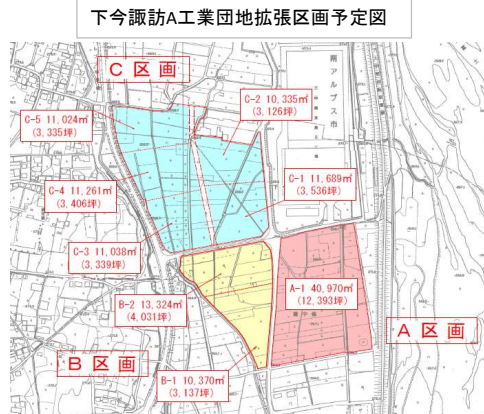 下今諏訪A工業団地拡張区画予定図
C区画
C-2 10,335㎡
(3,126坪)
C-5 11,024㎡
(3,335坪)
南アルプス市
C-1 11,689㎡
(3,536坪)
C-4 11,261㎡
(3,406坪)
C-3 11,038㎡
(3,339坪)
B-2 13,324㎡
(4,031坪)
A-1 40,970㎡
(12,393坪)
A区画
B区画
B-1 10,370㎡
(3,137坪)